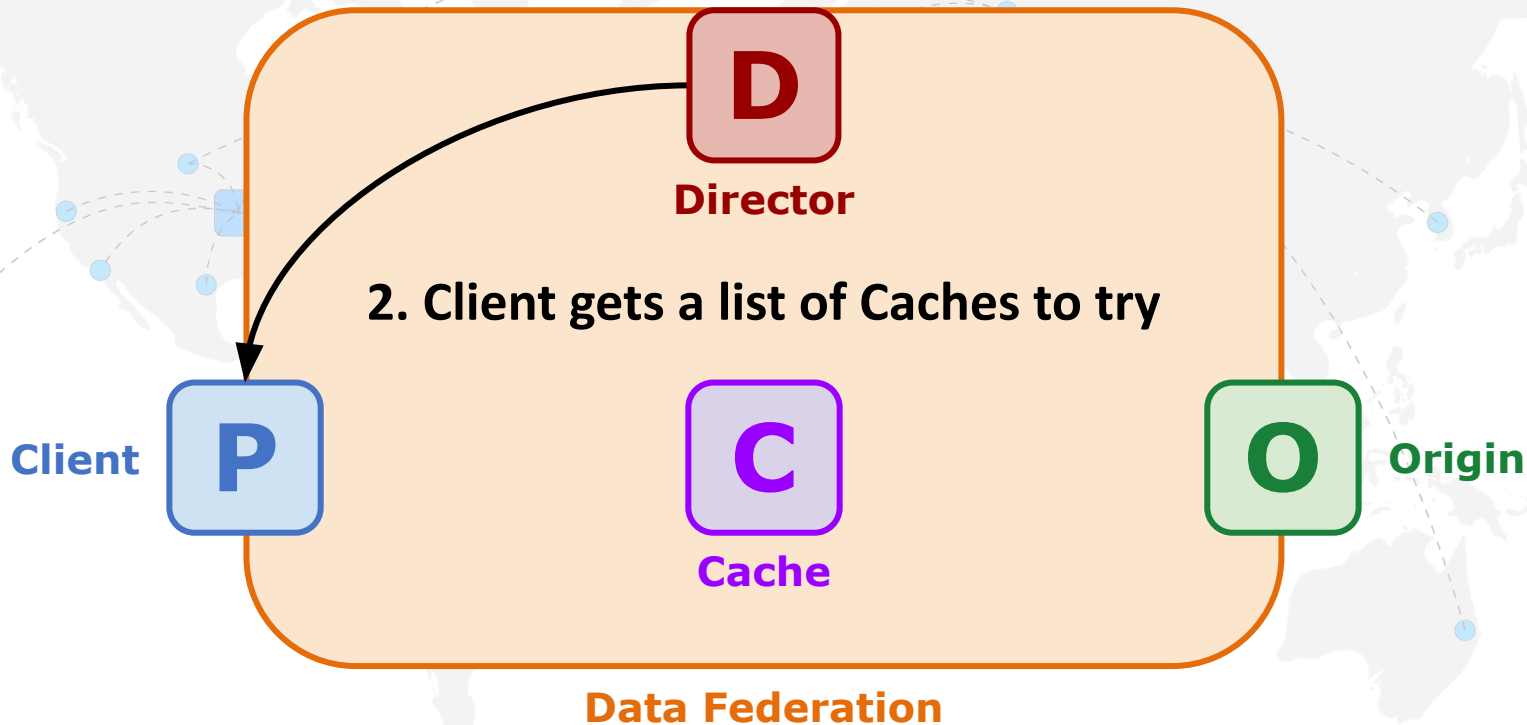 D
Director
2. Client gets a list of Caches to try
Client
P
C
Cache
O
Origin
Data Federation